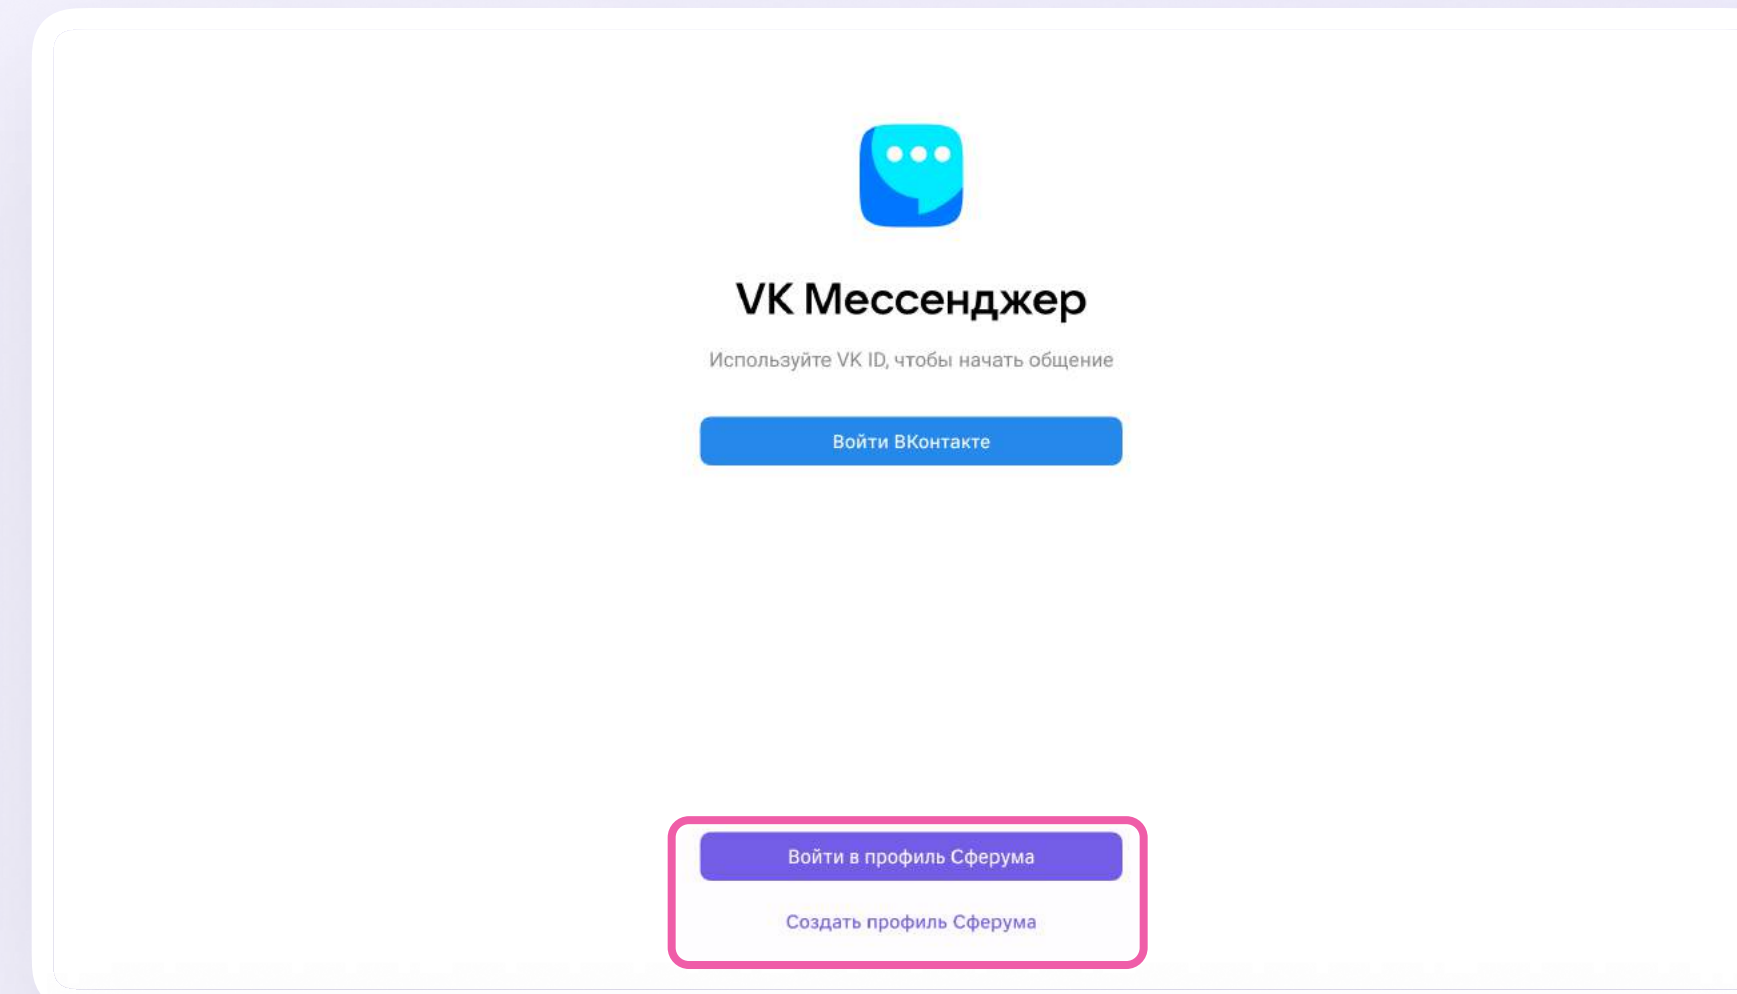 VK Мессенджер
Используйте VK ID, чтобы начать общение
Войти ВКонтакте
Войти в профиль Сферума
Создать профиль Сферума